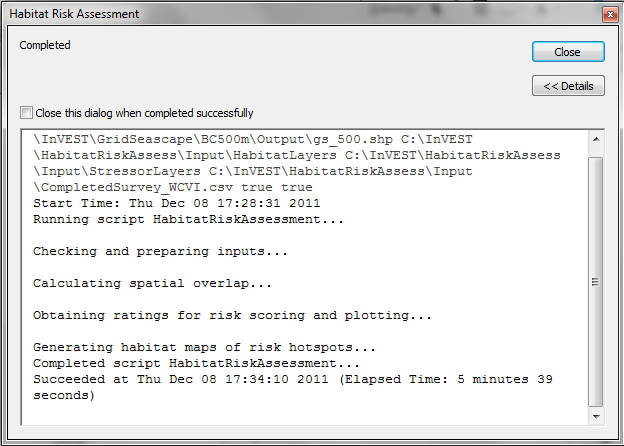 Habitat Risk Assessment
Completed
Close
<< Details
Close this dialog when completed successfully
\InVEST\GridSeascape\BC500m\Output\gs_500.shp C:\InVEST
\HabitatRiskAssess\Input\HabitatLayers C:\InVEST\HabitatRiskAssess
\Input\StressorLayers C:\InVEST\HabitatRiskAssess\Input
\CompletedSurvey_WCVI.csv true true
Start Time: Thu Dec 08 17:28:31 2011
Running script HabitatRiskAssessment...
Checking and preparing inputs...
Calculating spatial overlap...
Obtaining ratings for risk scoring and plotting...
Generating habitat maps of risk hotspots...
Completed script HabitatRiskAssessment...
Succeeded at Thu Dec 08 17:34:10 2011 (Elapsed Time: 5 minutes 39
seconds)